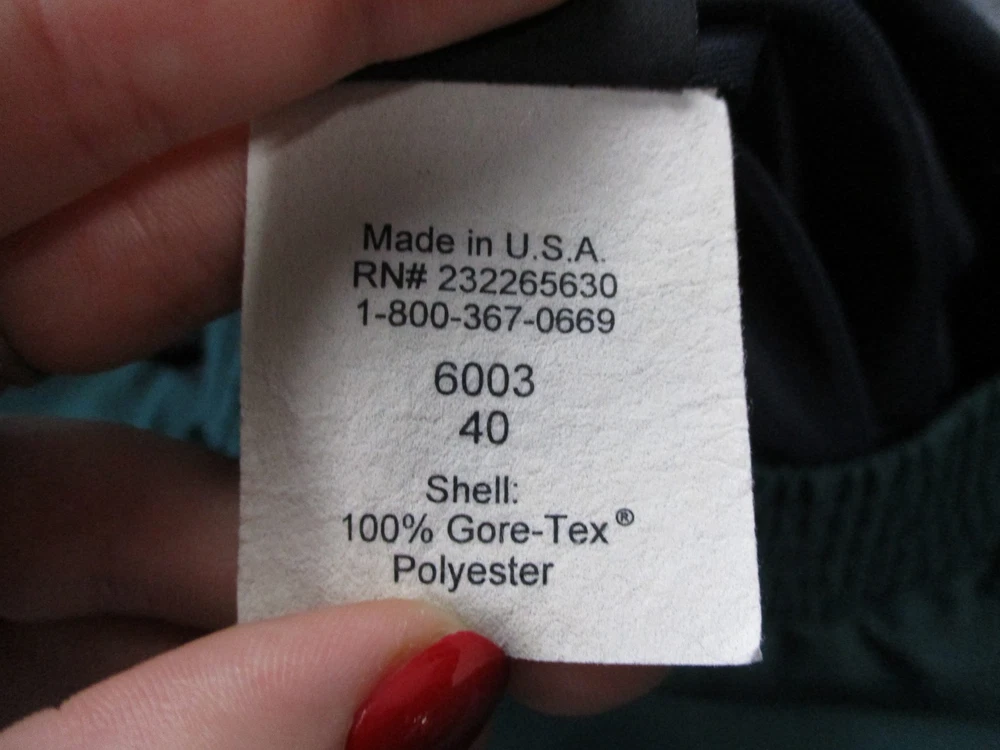 Made in U.S.A.
RN# 232265630
1-800-367-0669
6003
40
Shell:
100% Gore-Tex®
Polyester